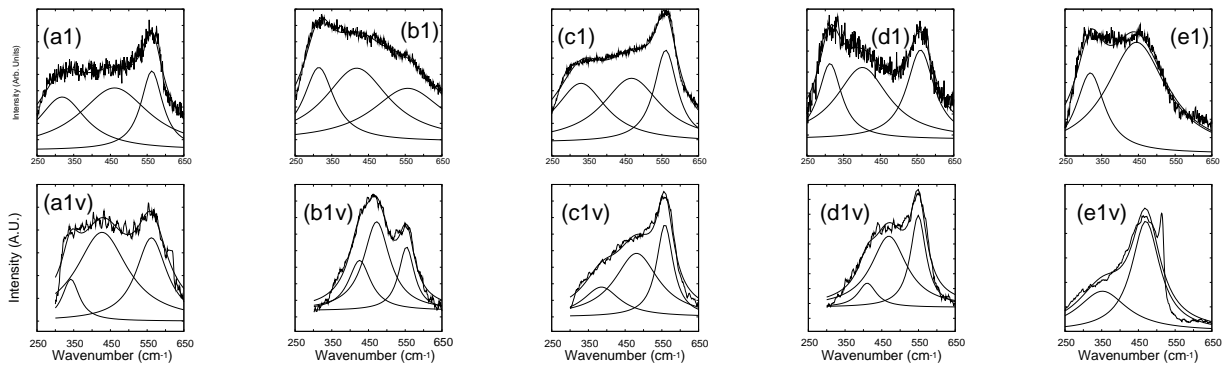 (a1) (b1) (c1) (d1) (e1)
Intensity (Arb. Units)
250 350 450 550 650 250 350 450 550 650 250 350 450 550 650 250 350 450 550 650 250 350 450 550 650
(a1v) (b1v) (c1v) (d1v) (e1v)
Intensity (A.U.)
250 350 450 550 650 250 350 450 550 650 250 350 450 550 650 250 350 450 550 650 250 350 450 550 650
Wavenumber (cm-1) Wavenumber (cm-1) Wavenumber (cm-1) Wavenumber (cm-1) Wavenumber (cm-1)